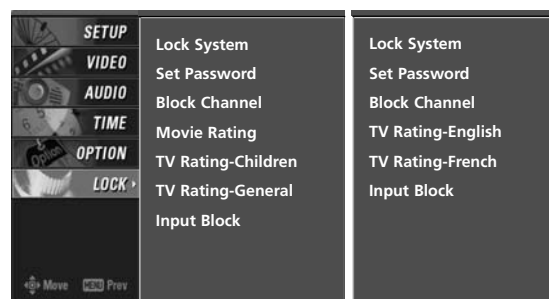 SETUP
VIDEO
AUDIO
TIME
OPTION
LOCK
Move MENU Prev
Lock System
Set Password
Block Channel
Movie Rating
TV Rating-Children
TV Rating-General
Input Block
Lock System
Set Password
Block Channel
TV Rating-English
TV Rating-French
Input Block